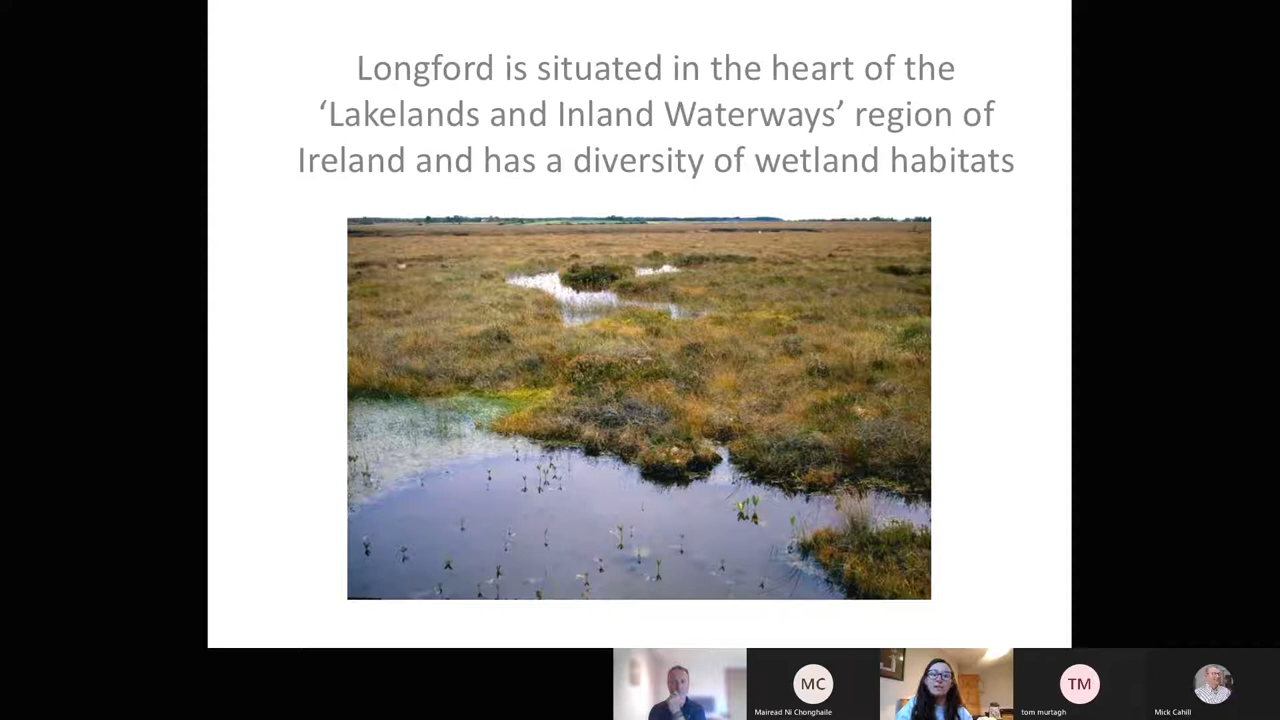 Longford is situated in the heart of the
‘Lakelands and Inland Waterways’ region of
Ireland and has a diversity of wetland habitats
MC
TM
Mairead Ni Chonghaile
tom murtagh
Mick Cahill